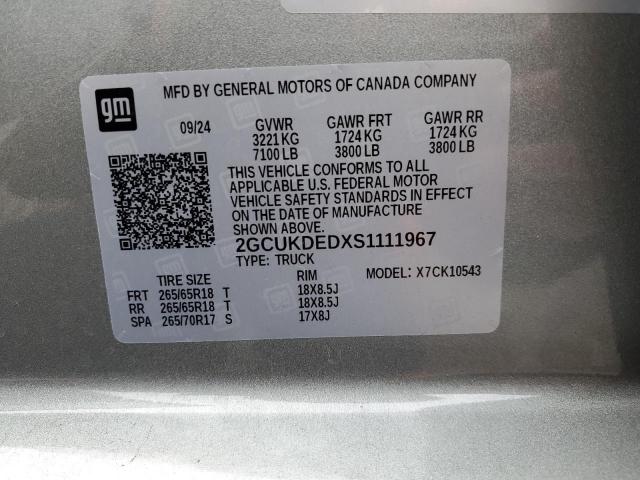 gm
MFD BY GENERAL MOTORS OF CANADA COMPANY
09/24 GVWR GAWR FRT GAWR RR
3221 KG 1724 KG 1724 KG
7100 LB 3800 LB 3800 LB
THIS VEHICLE CONFORMS TO ALL
APPLICABLE U.S. FEDERAL MOTOR
VEHICLE SAFETY STANDARDS IN EFFECT
ON THE DATE OF MANUFACTURE
SHOWN ABOVE.
2GCUKDEDXS1111967
TYPE: TRUCK MODEL: X7CK10543
TIRE SIZE RIM
FRT 265/65R18 T 18X8.5J
RR 265/65R18 T 18X8.5J
SPA 265/70R17 S 17X8J